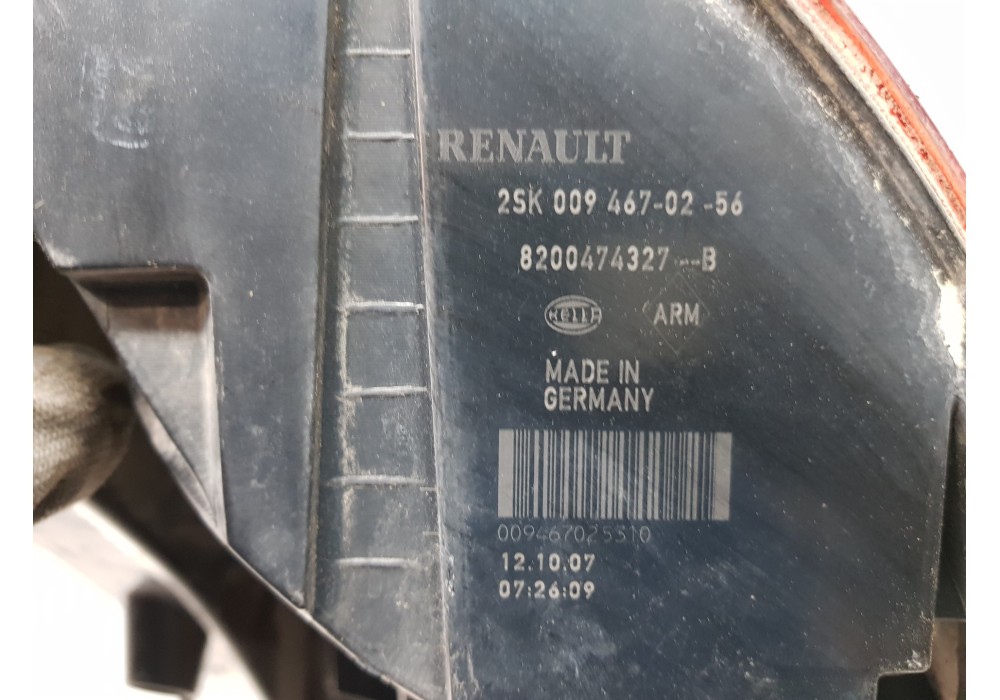 RENAULT
2SK 009 467-02 -56
8200474327--B
HELLA ARM
MADE IN
GERMANY
009467025310
12.10.07
07:26:09